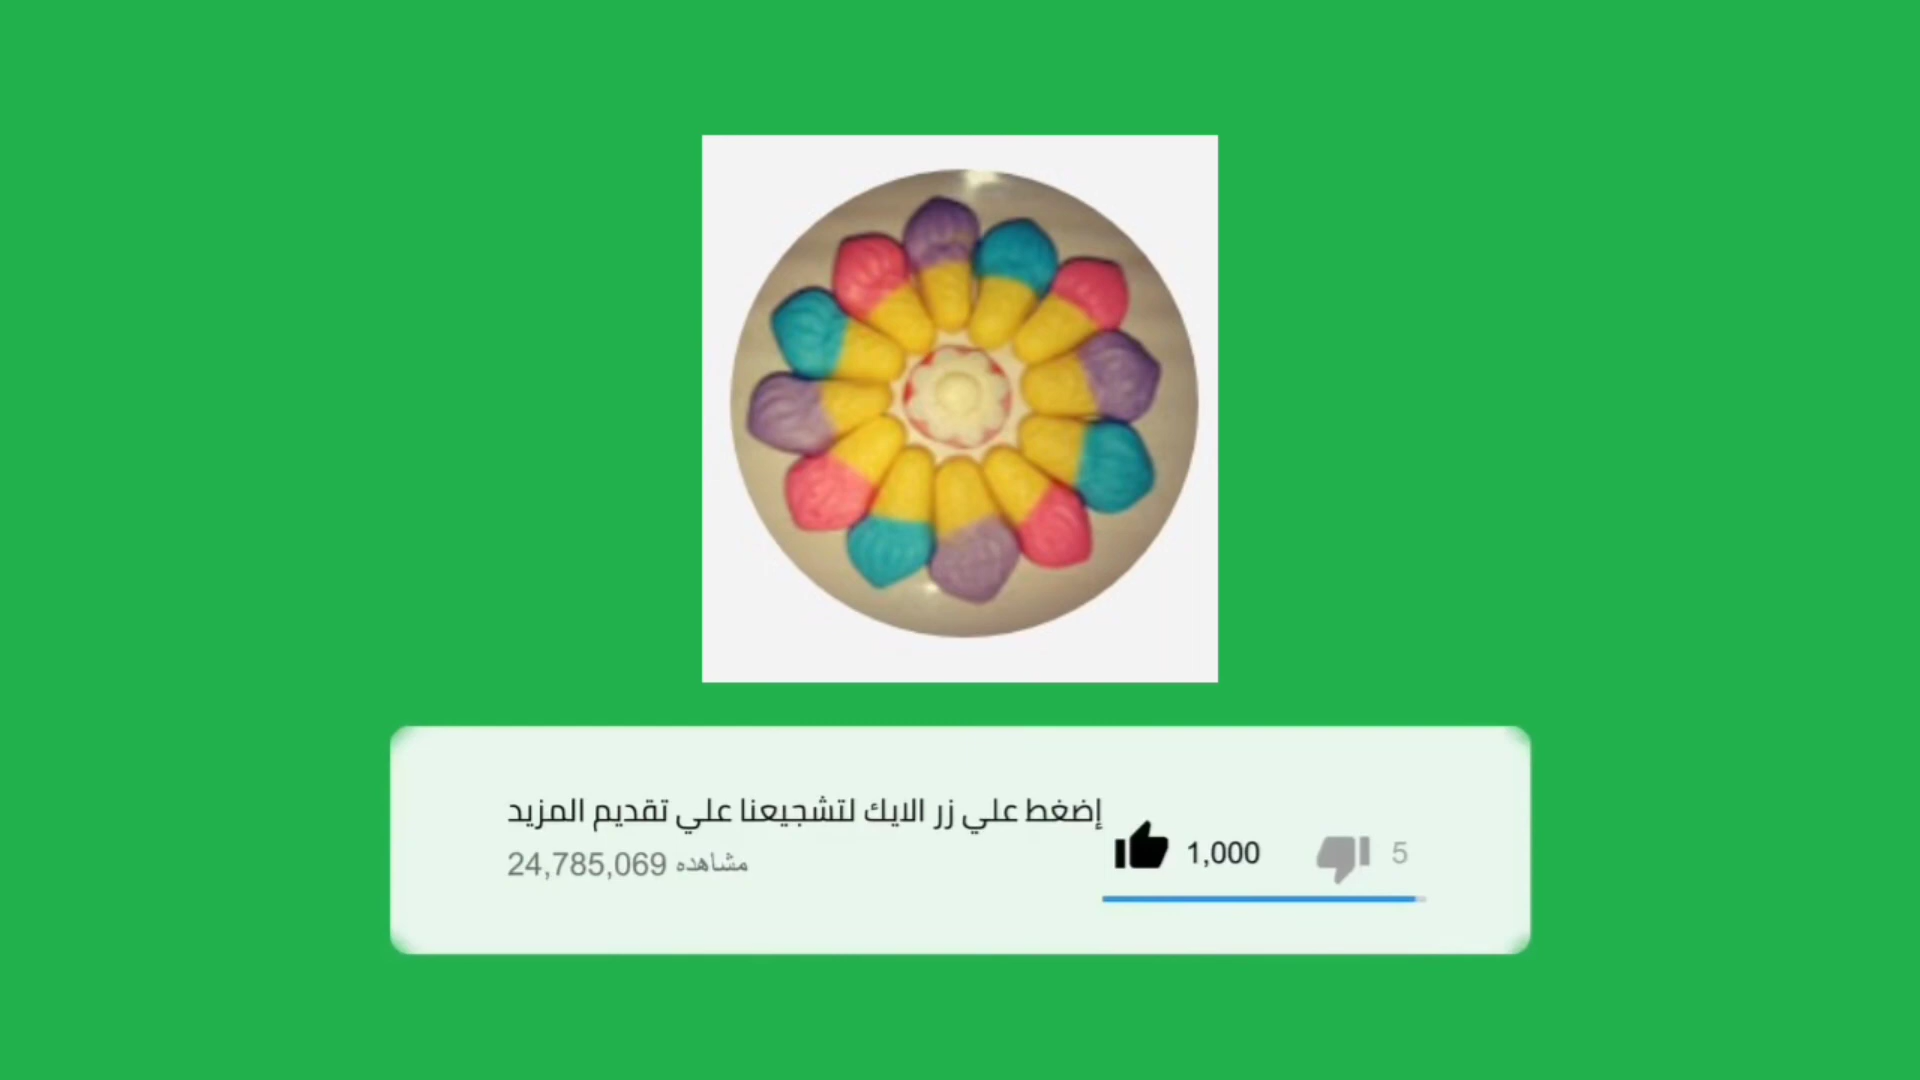 إضغط علي زر الايك لتشجيعنا علي تقديم المزيد
24,785,069 مشاهده
1,000
5